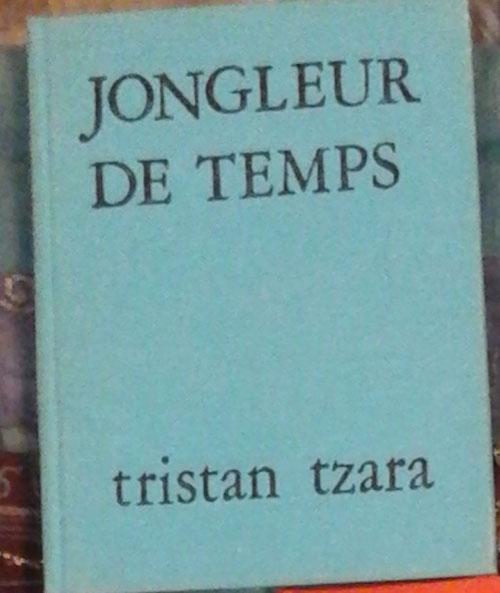 JONGLEUR
DE TEMPS
tristan tzara